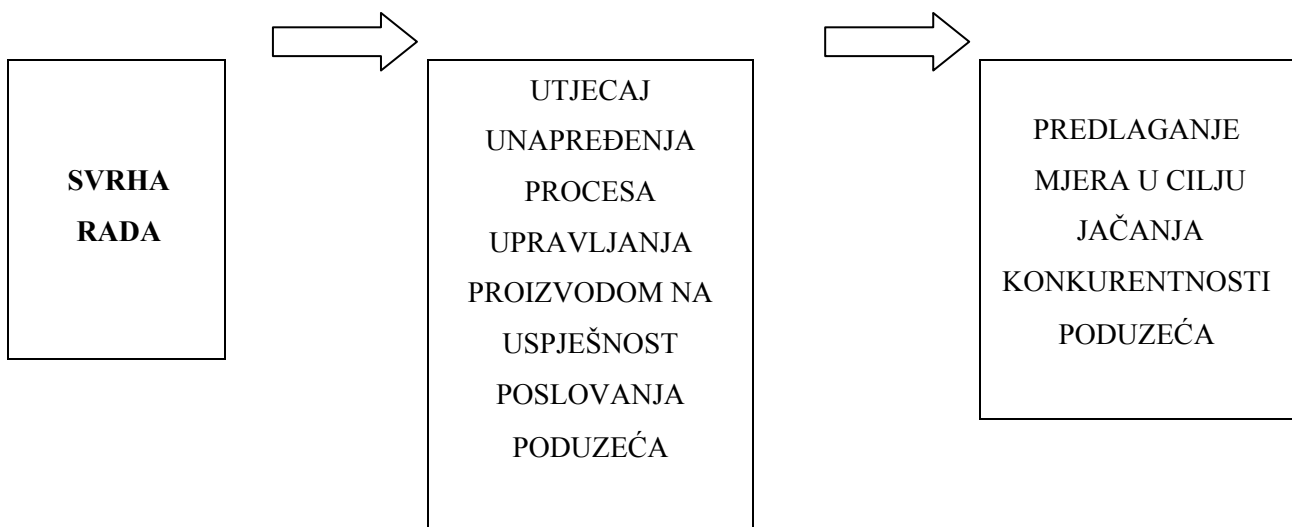 SVRHA
RADA
UTJECAJ
UNAPREĐENJA
PROCESA
UPRAVLJANJA
PROIZVODOM NA
USPJEŠNOST
POSLOVANJA
PODUZEĆA
PREDLAGANJE
MJERA U CILJU
JAČANJA
KONKURENTNOSTI
PODUZEĆA